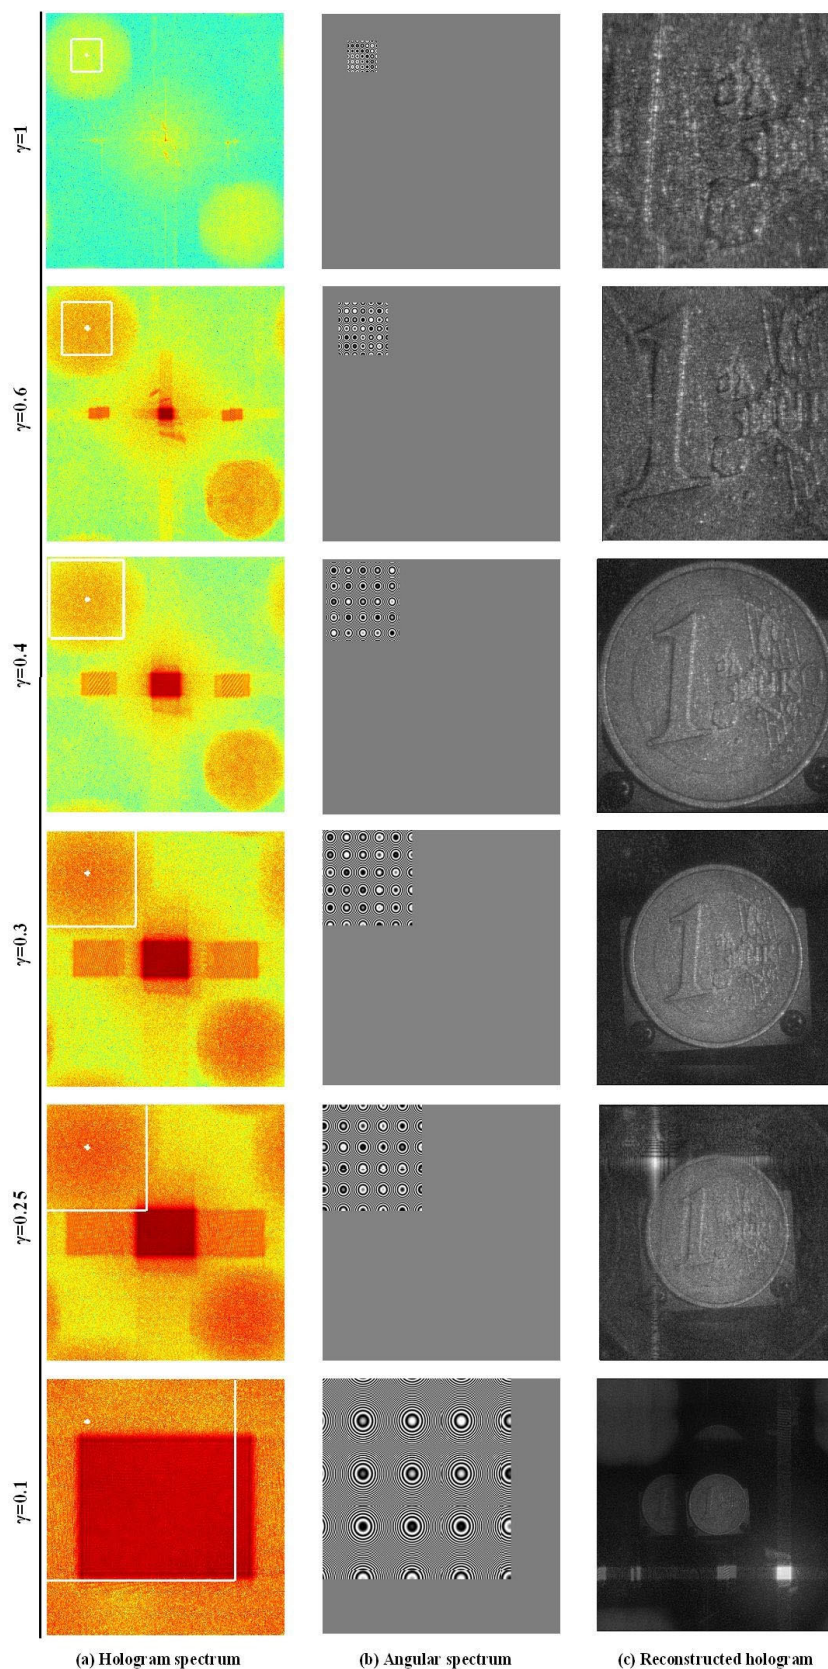 γ=1
γ=0.6
γ=0.4
γ=0.3
γ=0.25
γ=0.1
(a) Hologram spectrum (b) Angular spectrum (c) Reconstructed hologram